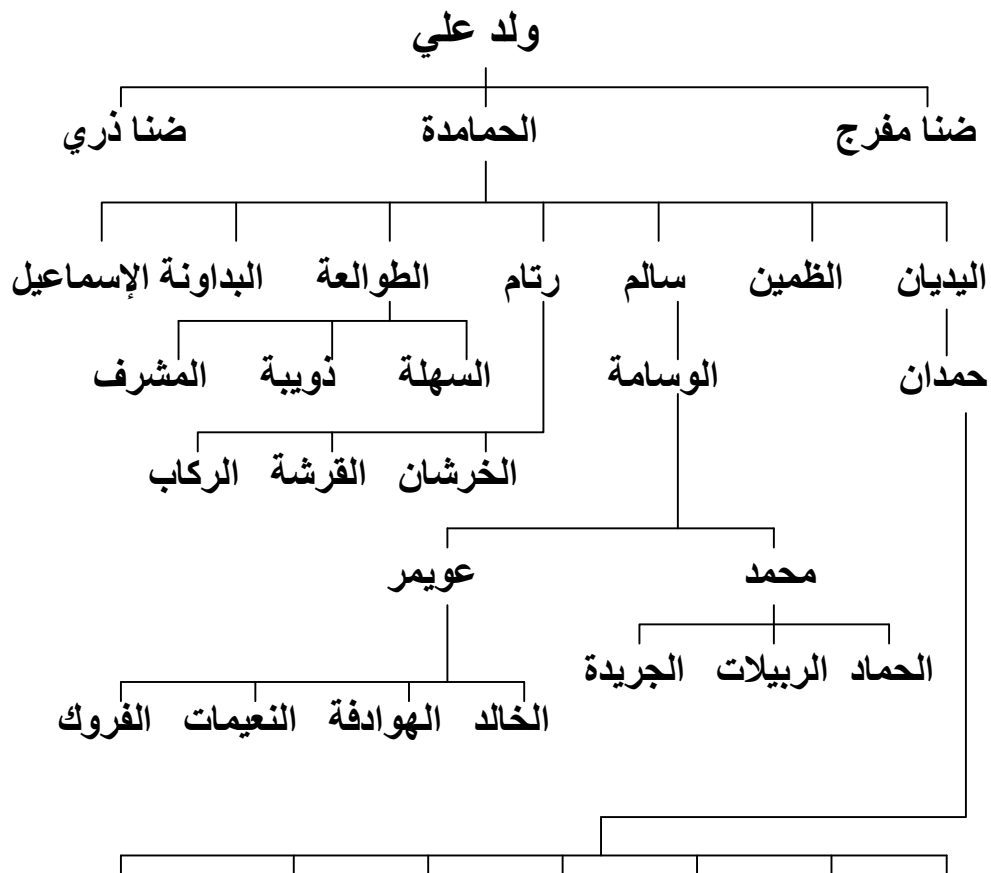 ولد علي
ضنا مفرج الحمامدة ضنا ذري
اليديان الظمين سالم رتام الطوالعة البداونة الإسماعيل
السهلة ذويبة المشرف
الوسامة
حمدان
الخرشان القرشة الركاب
محمد عويمر
الحماد الربيلات الجريدة
الخالد الهوادفة النعيمات الفروك